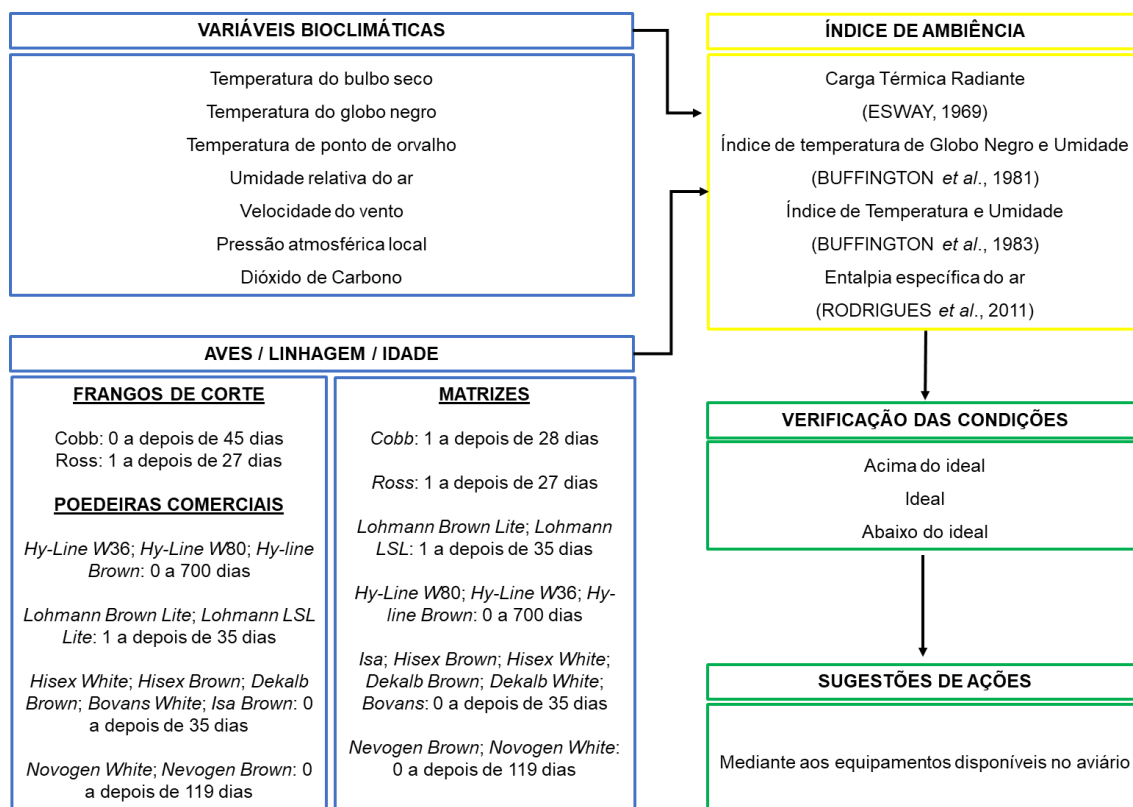 VARIÁVEIS BIOCLIMÁTICAS
Temperatura do bulbo seco
Temperatura do globo negro
Temperatura de ponto de orvalho
Umidade relativa do ar
Velocidade do vento
Pressão atmosférica local
Dióxido de Carbono
AVES / LINHAGEM / IDADE
FRANGOS DE CORTE
Cobb: 0 a depois de 45 dias
Ross: 1 a depois de 27 dias
POEDEIRAS COMERCIAIS
Hy-Line W36; Hy-Line W80; Hy-line
Brown: 0 a 700 dias
Lohmann Brown Lite; Lohmann LSL
Lite: 1 a depois de 35 dias
Hisex White; Hisex Brown; Dekalb
Brown; Bovans White; Isa Brown: 0
a depois de 35 dias
Novogen White; Nevogen Brown: 0
a depois de 119 dias
MATRIZES
Cobb: 1 a depois de 28 dias
Ross: 1 a depois de 27 dias
Lohmann Brown Lite; Lohmann
LSL: 1 a depois de 35 dias
Hy-Line W80; Hy-Line W36; Hy-
line Brown: 0 a 700 dias
Isa; Hisex Brown; Hisex White;
Dekalb Brown; Dekalb White;
Bovans: 0 a depois de 35 dias
Nevogen Brown; Novogen White:
0 a depois de 119 dias
ÍNDICE DE AMBIÊNCIA
Carga Térmica Radiante
(ESWAY, 1969)
Índice de temperatura de Globo Negro e Umidade
(BUFFINGTON et al., 1981)
Índice de Temperatura e Umidade
(BUFFINGTON et al., 1983)
Entalpia específica do ar
(RODRIGUES et al., 2011)
VERIFICAÇÃO DAS CONDIÇÕES
Acima do ideal
Ideal
Abaixo do ideal
SUGESTÕES DE AÇÕES
Mediante aos equipamentos disponíveis no aviário